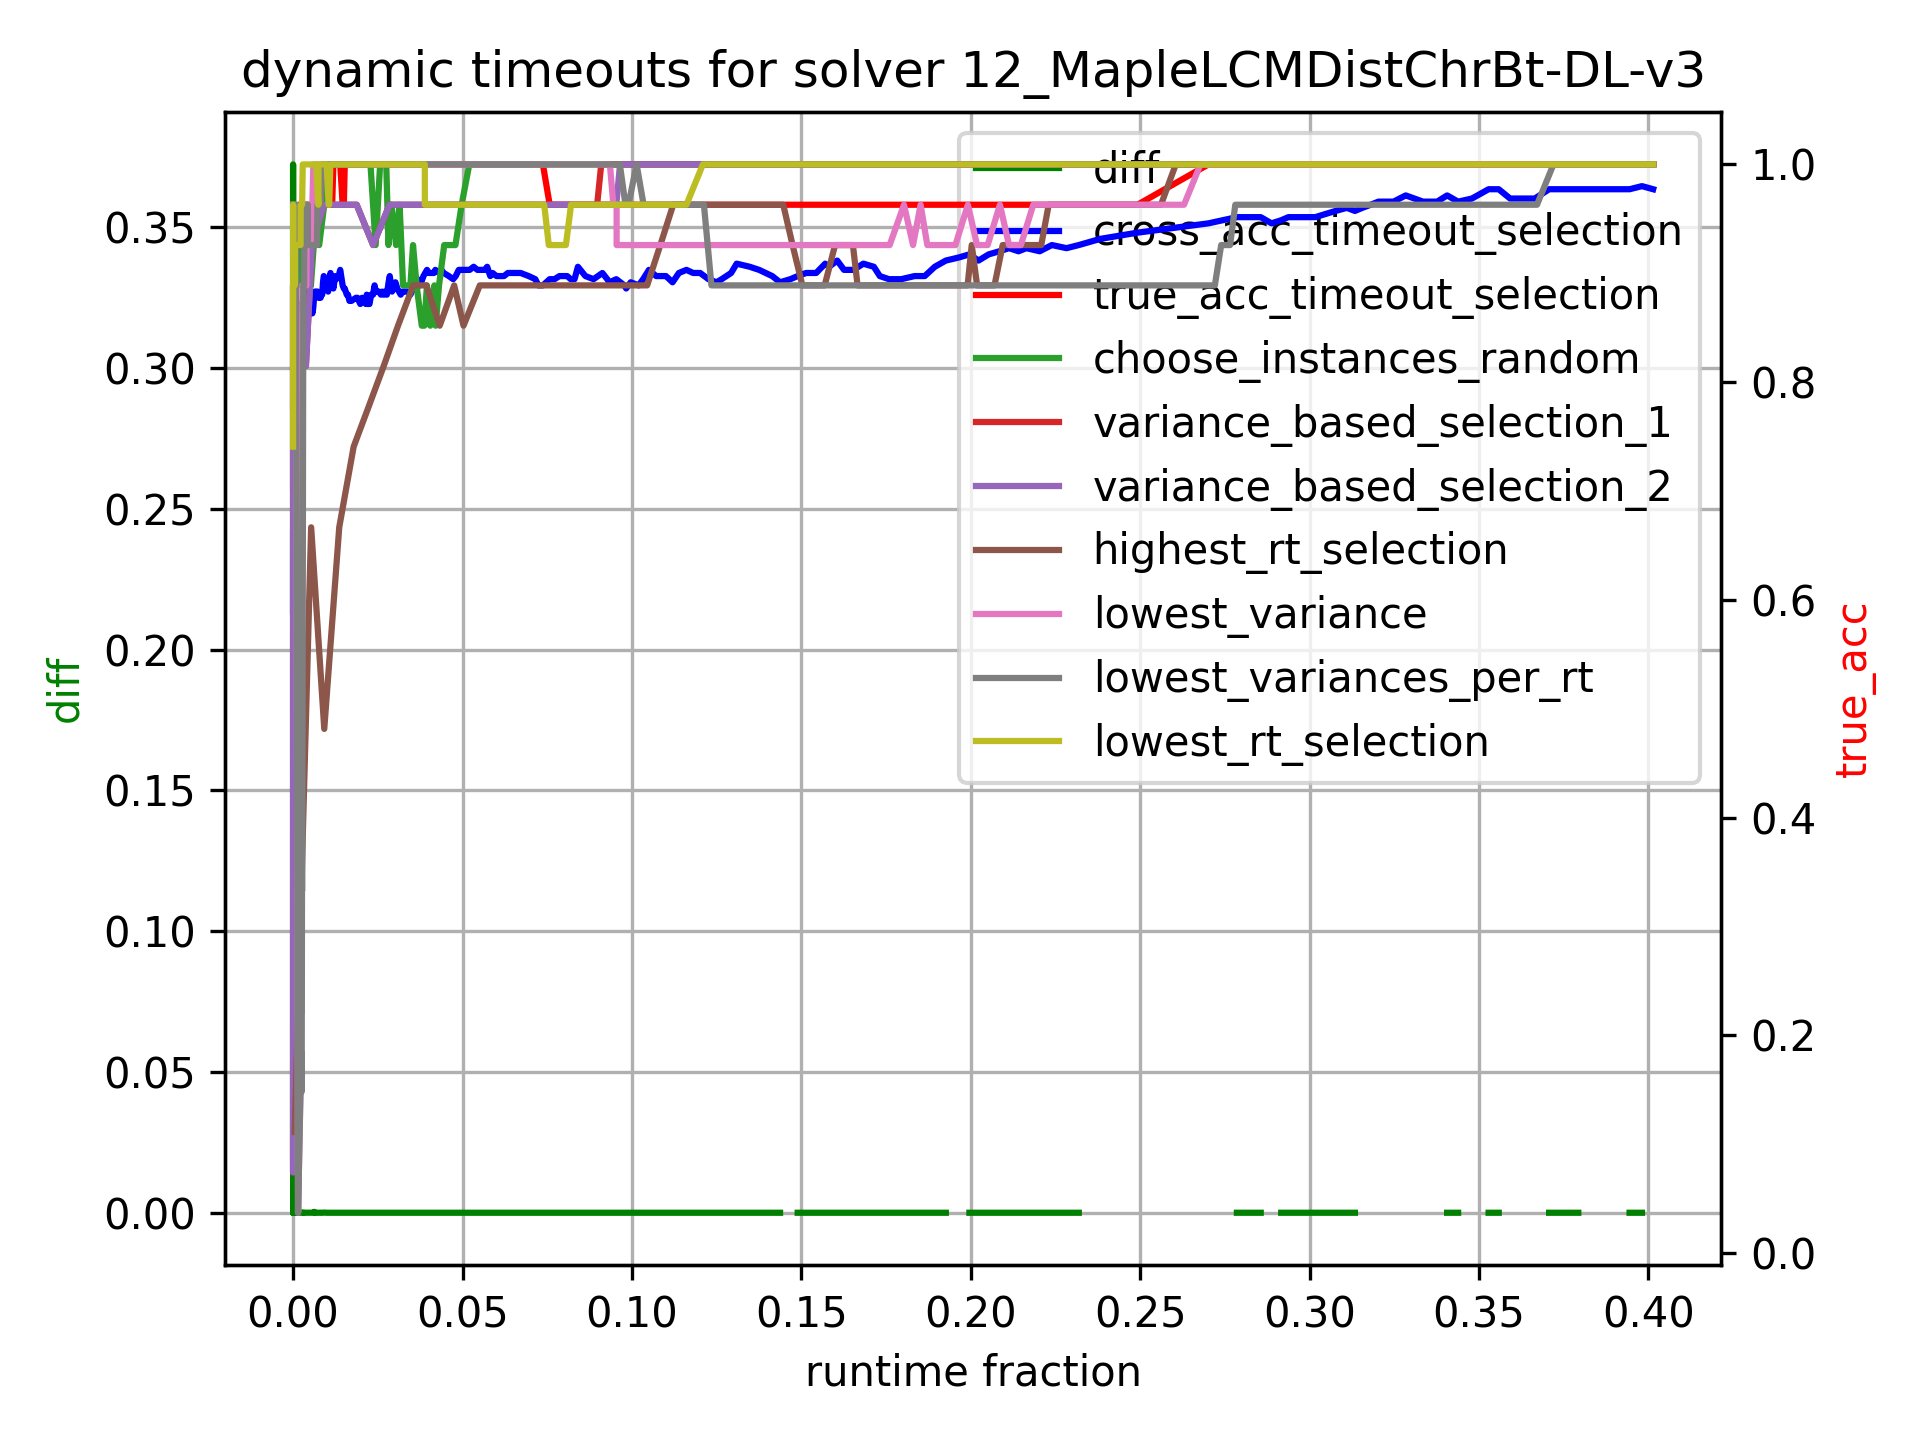 dynamic timeouts for solver 12_MapleLCMDistChrBt-DL-v3
diff
0.35
0.30
0.25
0.20
0.15
0.10
0.05
0.00
diff
cross_acc_timeout_selection
true_acc_timeout_selection
choose_instances_random
variance_based_selection_1
variance_based_selection_2
highest_rt_selection
lowest_variance
lowest_variances_per_rt
lowest_rt_selection
1.0
0.8
0.6
0.4
0.2
0.0
true_acc
0.00 0.05 0.10 0.15 0.20 0.25 0.30 0.35 0.40
runtime fraction